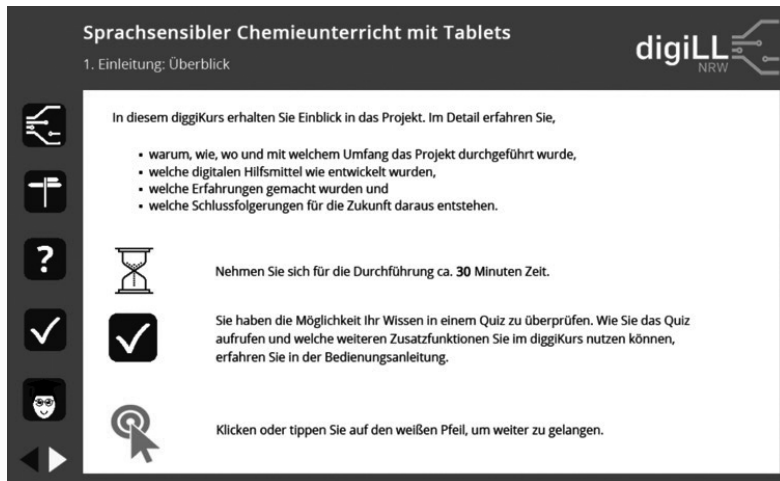 Sprachsensibler Chemieunterricht mit Tablets
1. Einleitung: Überblick
digiLL
NRW
In diesem diggiKurs erhalten Sie Einblick in das Projekt. Im Detail erfahren Sie,
▪ warum, wie, wo und mit welchem Umfang das Projekt durchgeführt wurde,
▪ welche digitalen Hilfsmittel wie entwickelt wurden,
▪ welche Erfahrungen gemacht wurden und
▪ welche Schlussfolgerungen für die Zukunft daraus entstehen.
?
Nehmen Sie sich für die Durchführung ca. 30 Minuten Zeit.
Sie haben die Möglichkeit Ihr Wissen in einem Quiz zu überprüfen. Wie Sie das Quiz
aufrufen und welche weiteren Zusatzfunktionen Sie im diggiKurs nutzen können,
erfahren Sie in der Bedienungsanleitung.
Klicken oder tippen Sie auf den weißen Pfeil, um weiter zu gelangen.